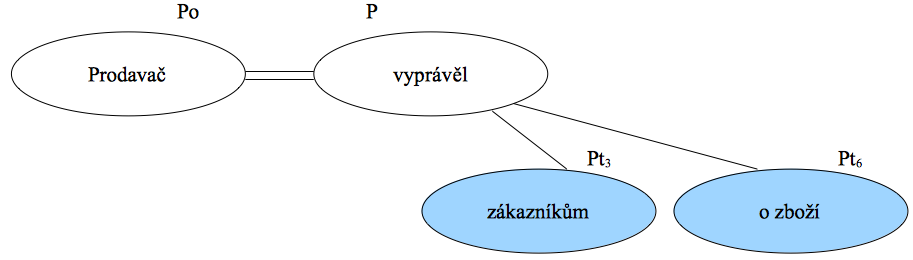 Po P
Prodavač vyprávěl
Pt₃ Pt₆
zákazníkům o zboží